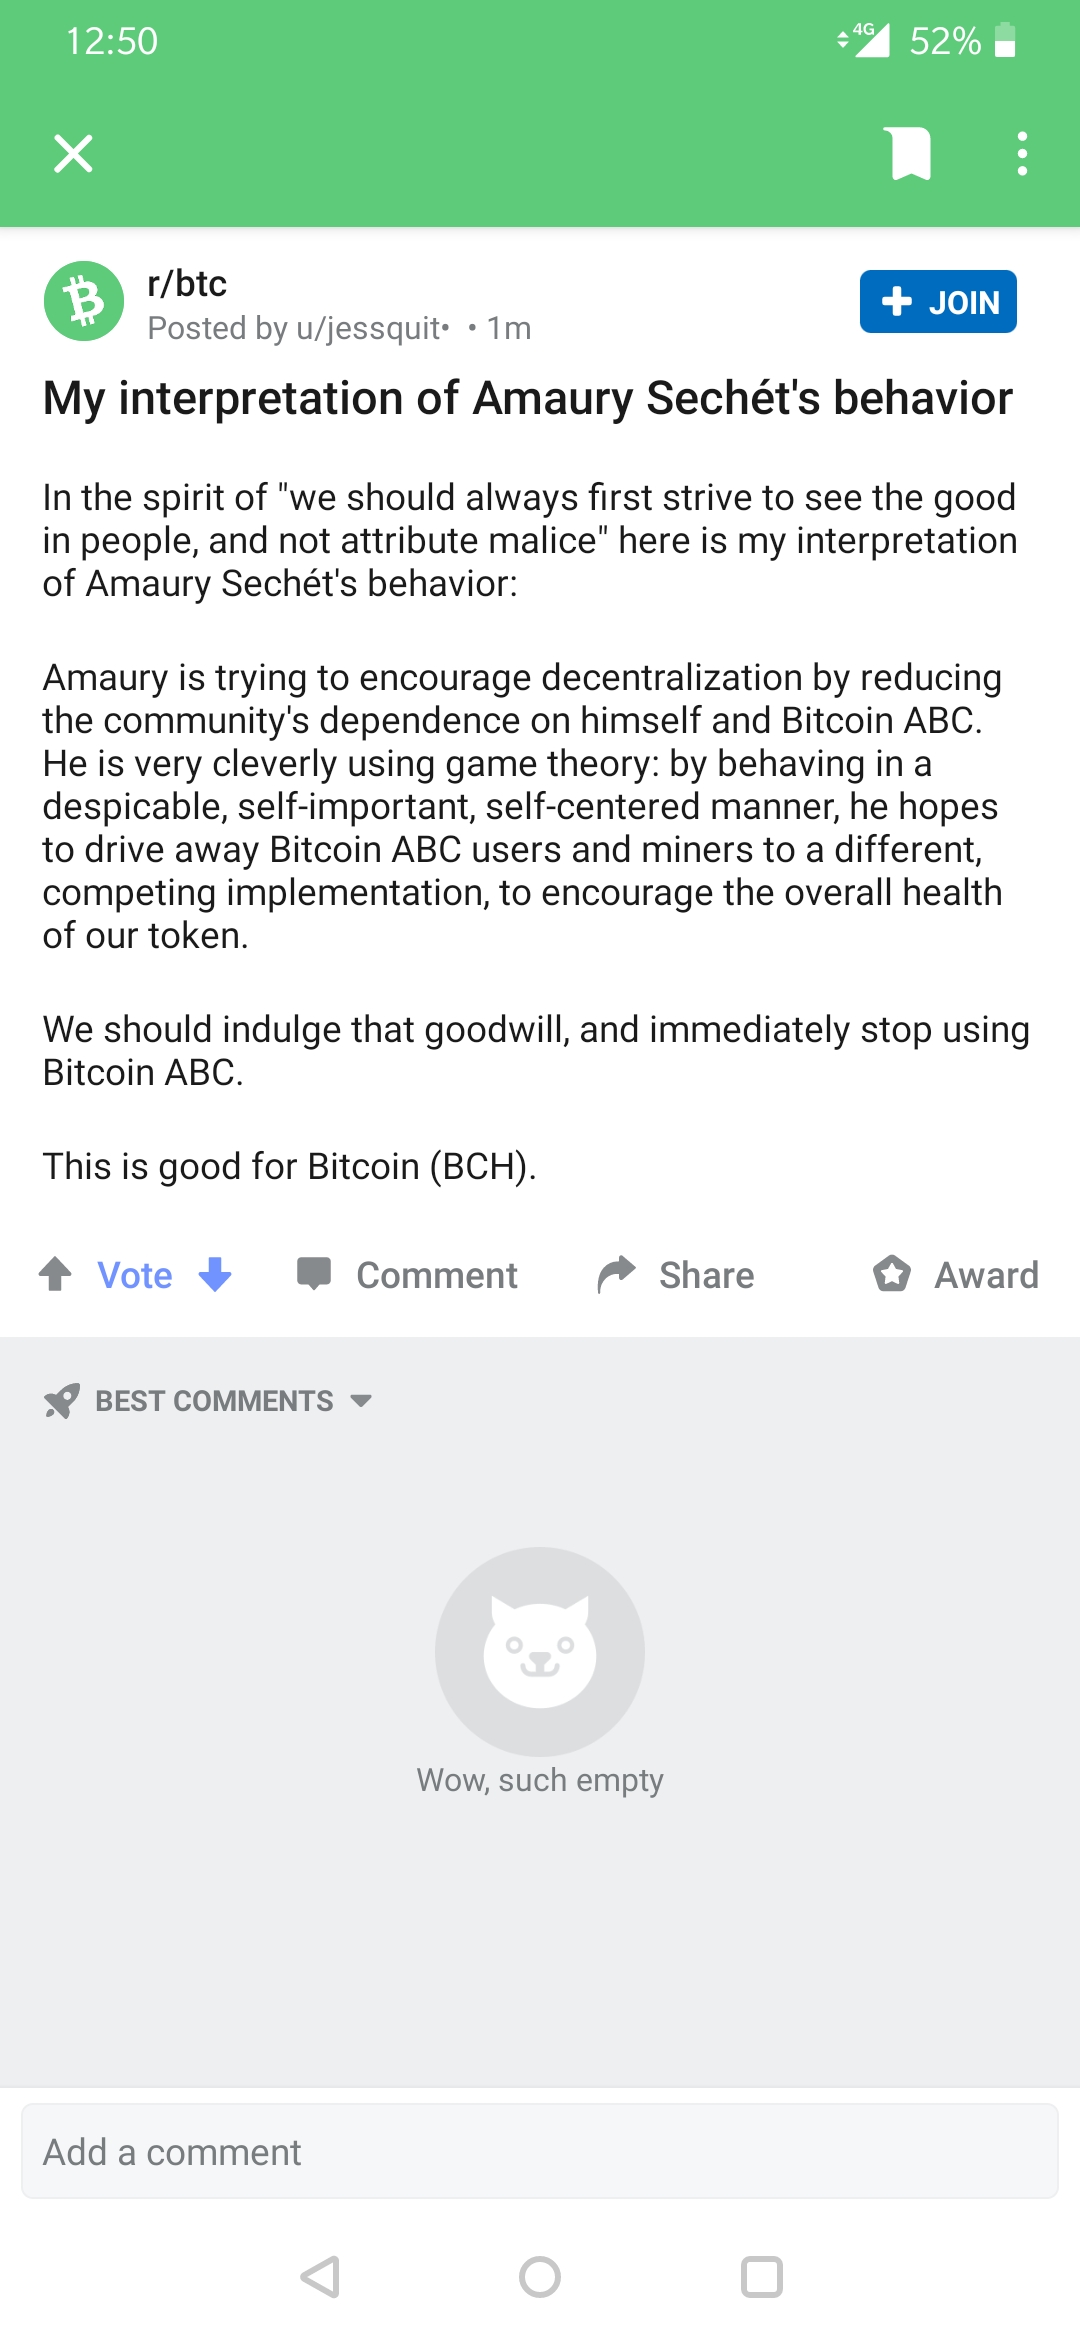 12:50
4G 52%
r/btc
Posted by u/jessquit• • 1m
JOIN
My interpretation of Amaury Sechét's behavior
In the spirit of "we should always first strive to see the good
in people, and not attribute malice" here is my interpretation
of Amaury Sechét's behavior:
Amaury is trying to encourage decentralization by reducing
the community's dependence on himself and Bitcoin ABC.
He is very cleverly using game theory: by behaving in a
despicable, self-important, self-centered manner, he hopes
to drive away Bitcoin ABC users and miners to a different,
competing implementation, to encourage the overall health
of our token.
We should indulge that goodwill, and immediately stop using
Bitcoin ABC.
This is good for Bitcoin (BCH).
Vote Comment Share Award
BEST COMMENTS
Wow, such empty
Add a comment